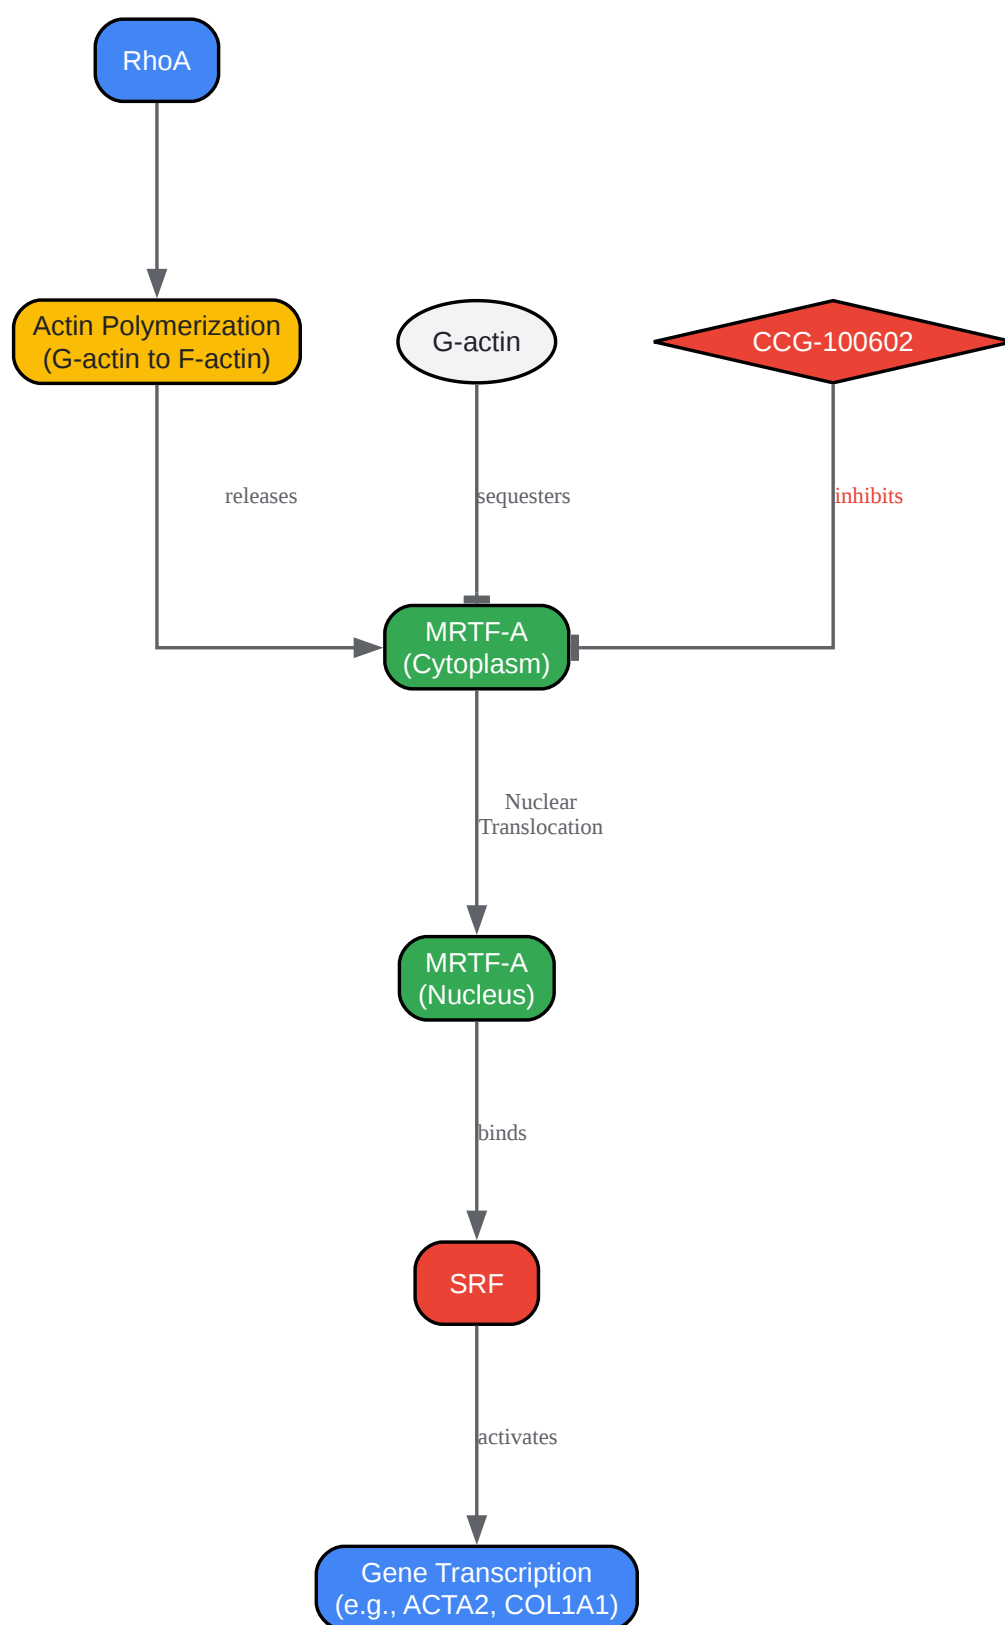 RhoA
Actin Polymerization
(G-actin to F-actin)
G-actin
CCG-100602
releases
sequesters
inhibits
MRTF-A
(Cytoplasm)
Nuclear
Translocation
MRTF-A
(Nucleus)
binds
SRF
activates
Gene Transcription
(e.g., ACTA2, COL1A1)